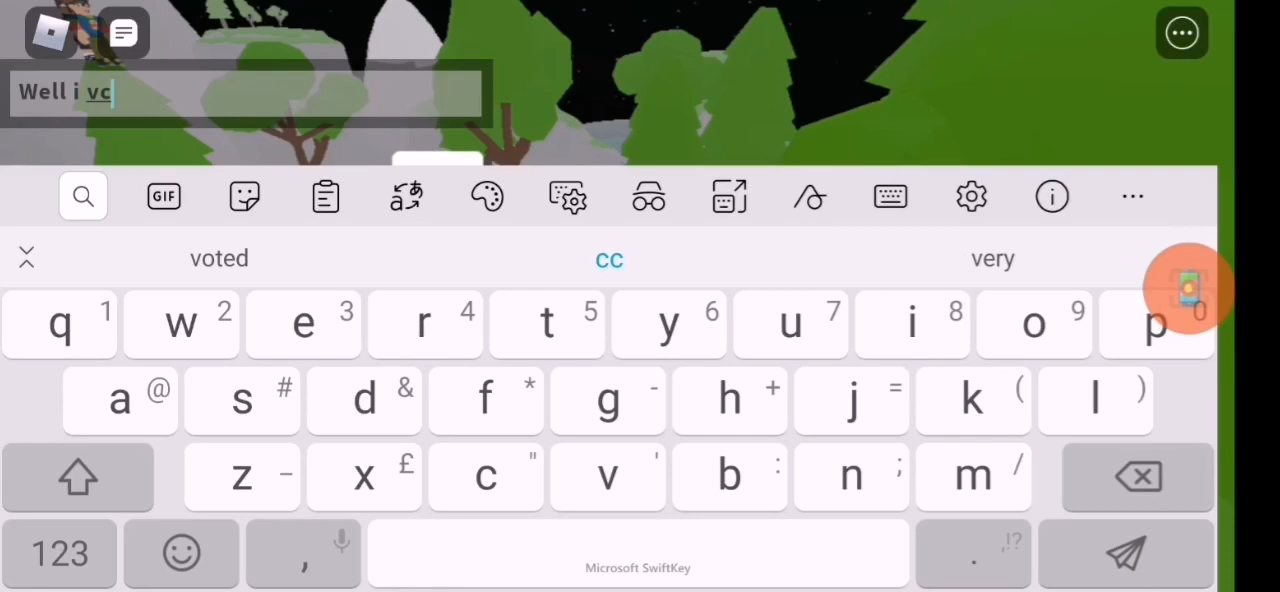 Well i vc
GIF
voted cc very
q 1 w 2 e 3 r 4 t 5 y 6 u 7 i 8 o 9 p 0
a @ s # d & f * g - h + j = k ( l )
z _ x £ c " v ' b : n ; m /
123 , Microsoft SwiftKey . ,!?